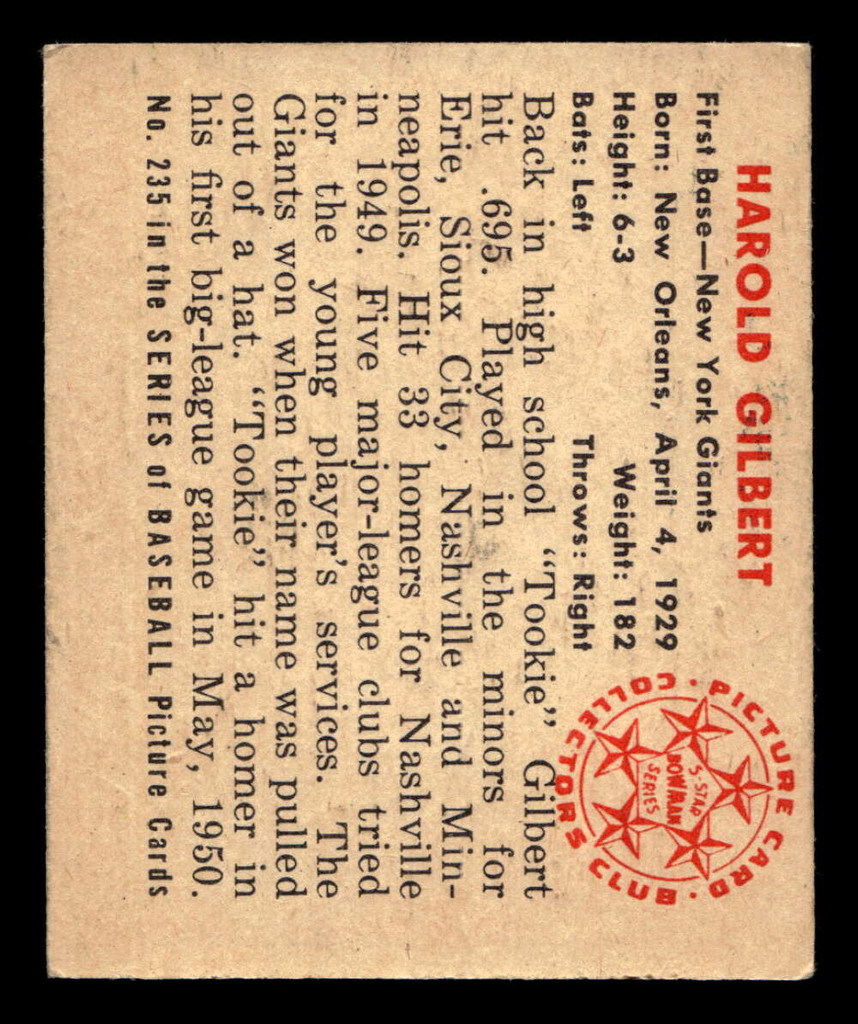 HAROLD GILBERT
First Base—New York Giants
Born: New Orleans, April 4, 1929
Height: 6-3 Weight: 182
Bats: Left Throws: Right
Back in high school “Tookie” Gilbert
hit .695. Played in the minors for
Erie, Sioux City, Nashville and Min-
neapolis. Hit 33 homers for Nashville
in 1949. Five major-league clubs tried
for the young player’s services. The
Giants won when their name was pulled
out of a hat. “Tookie” hit a homer in
his first big-league game in May, 1950.
No. 235 in the SERIES of BASEBALL Picture Cards
· PICTURE CARD · COLLECTORS CLUB
5-STAR
BOWMAN
SERIES